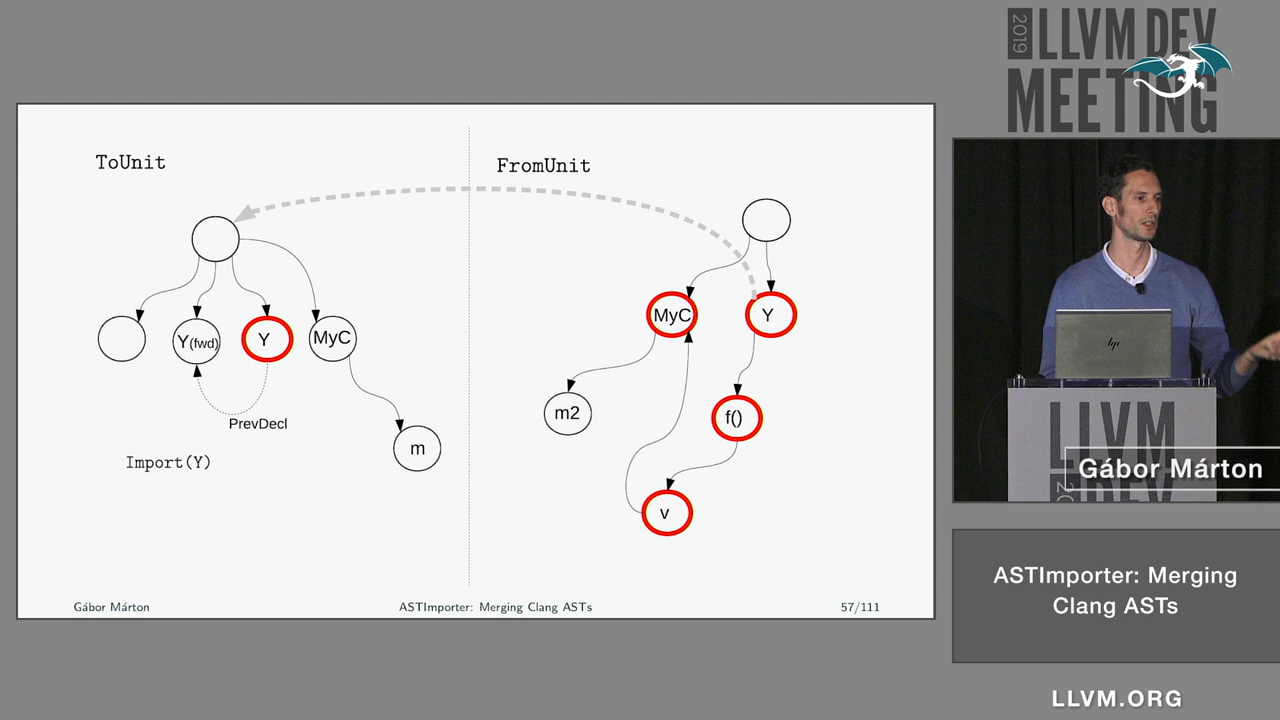 2019 LLVM DEV
MEETING
ToUnit
FromUnit
Y(fwd)
Y
MyC
MyC
Y
PrevDecl
m2
f()
m
Import(Y)
v
Gábor Márton
ASTImporter: Merging Clang ASTs
57/111
hp
LLVM
Gábor Márton
ASTImporter: Merging
Clang ASTs
LLVM.ORG